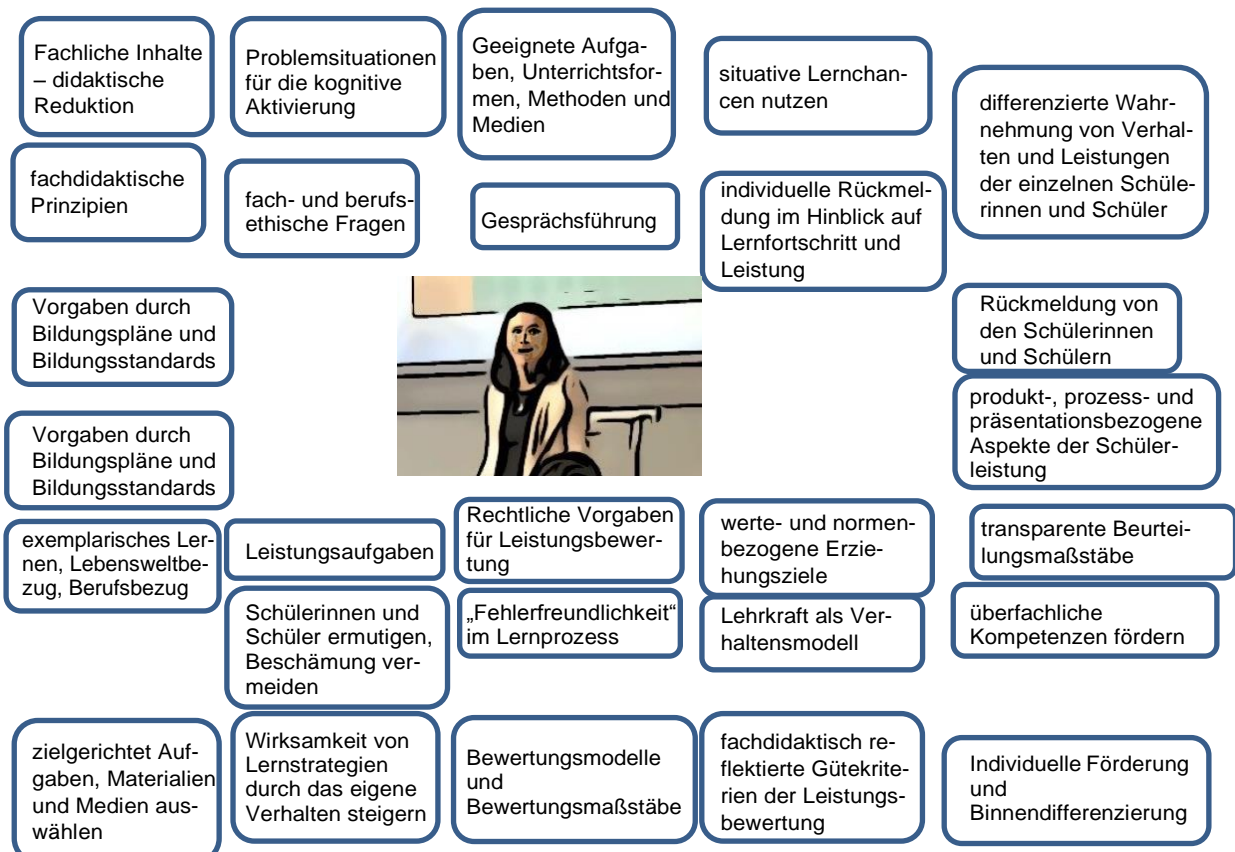 Fachliche Inhalte
– didaktische
Reduktion
Problemsituationen
für die kognitive
Aktivierung
Geeignete Aufga-
ben, Unterrichtsfor-
men, Methoden und
Medien
situative Lernchan-
cen nutzen
differenzierte Wahr-
nehmung von Verhal-
ten und Leistungen
der einzelnen Schüle-
rinnen und Schüler
fachdidaktische
Prinzipien
fach- und berufs-
ethische Fragen
Gesprächsführung
individuelle Rückmel-
dung im Hinblick auf
Lernfortschritt und
Leistung
Vorgaben durch
Bildungspläne und
Bildungsstandards
Rückmeldung von
den Schülerinnen
und Schülern
Vorgaben durch
Bildungspläne und
Bildungsstandards
produkt-, prozess- und
präsentationsbezogene
Aspekte der Schüler-
leistung
exemplarisches Ler-
nen, Lebensweltbe-
zug, Berufsbezug
Leistungsaufgaben
Rechtliche Vorgaben
für Leistungsbewer-
tung
werte- und normen-
bezogene Erzie-
hungsziele
transparente Beurtei-
lungsmaßstäbe
Schülerinnen und
Schüler ermutigen,
Beschämung ver-
meiden
„Fehlerfreundlichkeit“
im Lernprozess
Lehrkraft als Ver-
haltensmodell
überfachliche
Kompetenzen fördern
zielgerichtet Auf-
gaben, Materialien
und Medien aus-
wählen
Wirksamkeit von
Lernstrategien
durch das eigene
Verhalten steigern
Bewertungsmodelle
und
Bewertungsmaßstäbe
fachdidaktisch re-
flektierte Gütekrite-
rien der Leistungs-
bewertung
Individuelle Förderung
und
Binnendifferenzierung